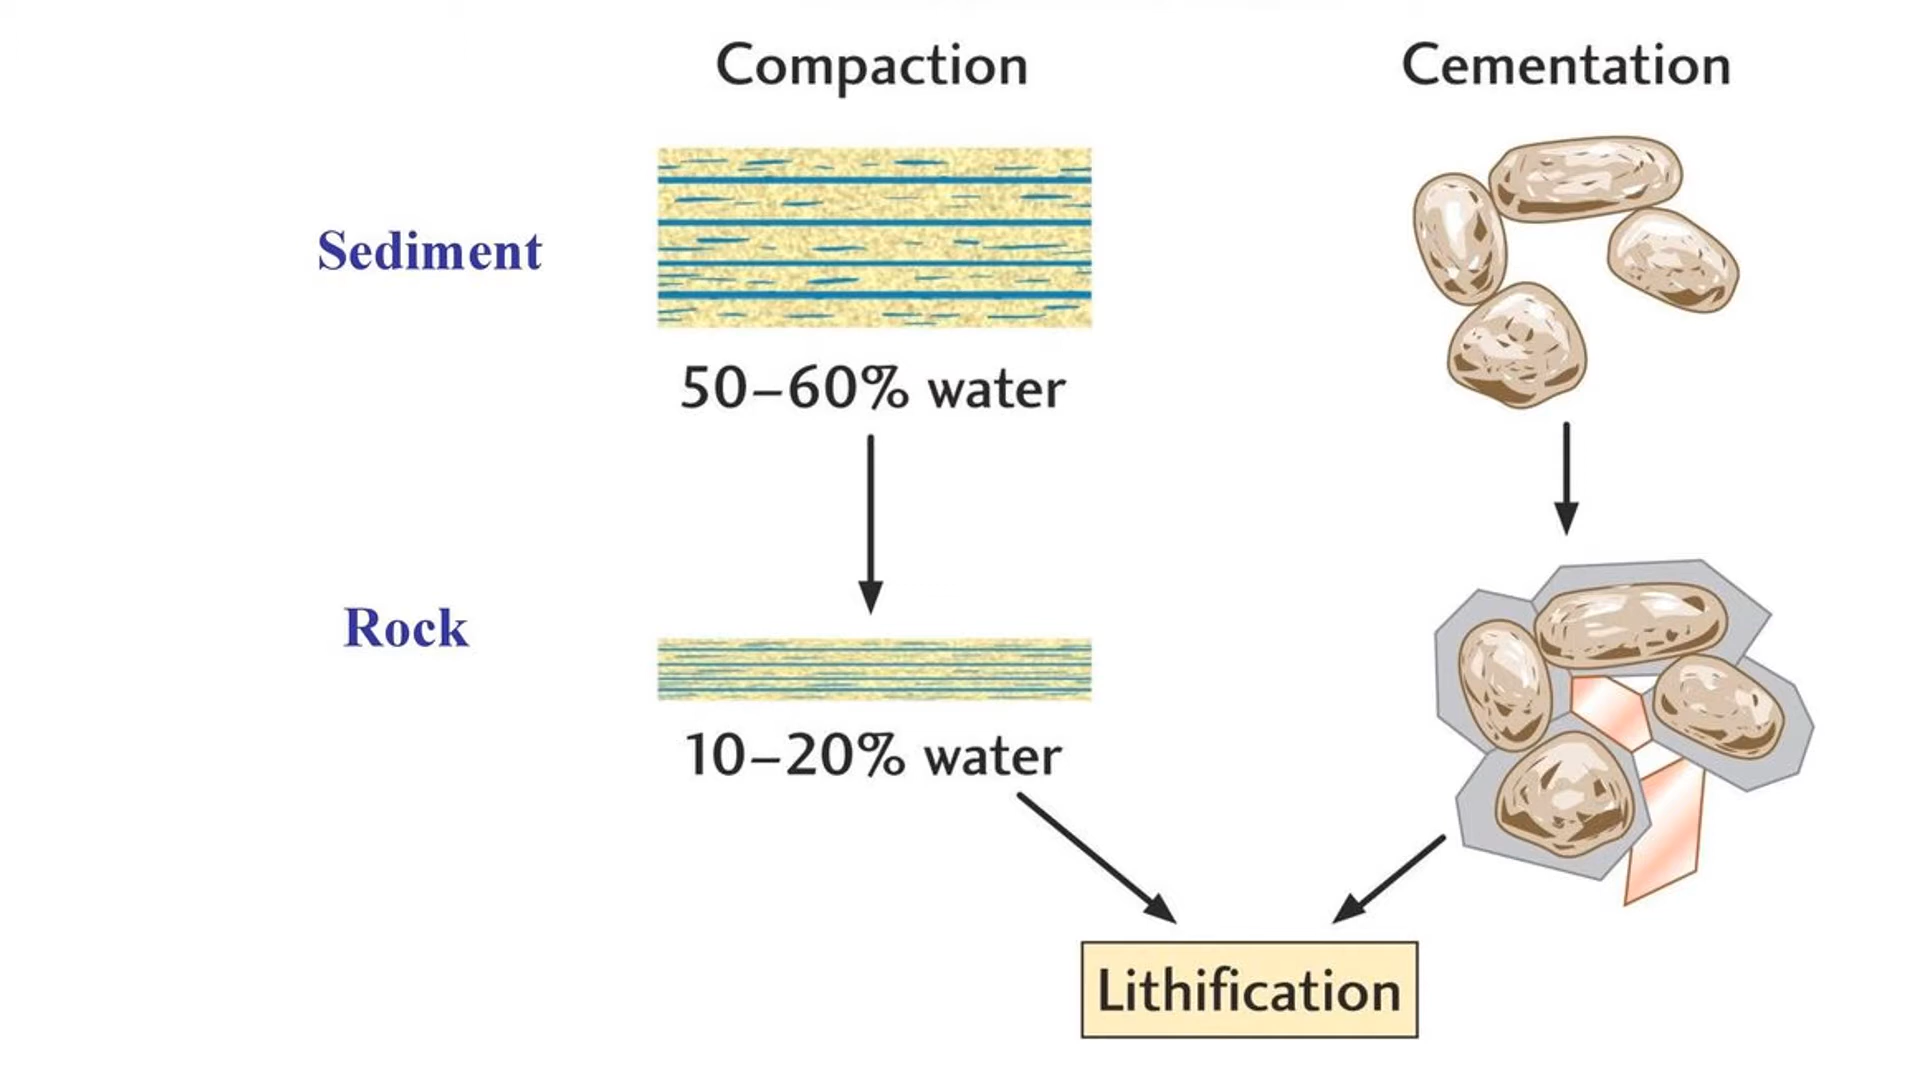 Compaction
Cementation
Sediment
50–60% water
Rock
10–20% water
Lithification